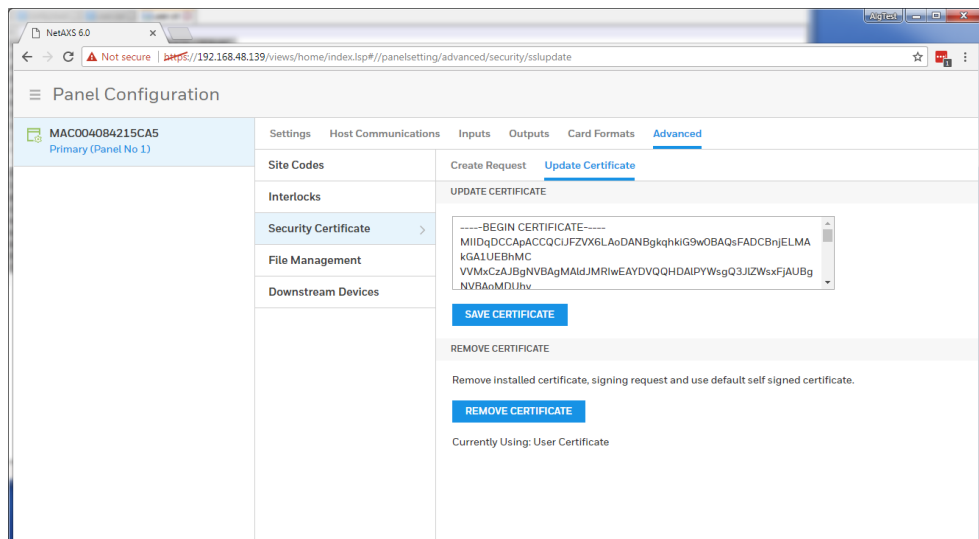 AigTest
NetAXS 6.0
Not secure | https://192.168.48.139/views/home/index.lsp#//panelsetting/advanced/security/sslupdate
1
Panel Configuration
MAC004084215CA5
Primary (Panel No 1)
Settings Host Communications Inputs Outputs Card Formats Advanced
Site Codes
Interlocks
Security Certificate
File Management
Downstream Devices
Create Request Update Certificate
UPDATE CERTIFICATE
-----BEGIN CERTIFICATE-----
MIIDqDCCApACCQCiJFZVX6LAoDANBgkqhkiG9w0BAQsFADCBnjELMA
kGA1UEBhMC
VVMxCzAJBgNVBAgMAldJMRIwEAYDVQQHDAlPYWsgQ3JlZWsxFjAUBg
NVBAoMDUhv
SAVE CERTIFICATE
REMOVE CERTIFICATE
Remove installed certificate, signing request and use default self signed certificate.
REMOVE CERTIFICATE
Currently Using: User Certificate